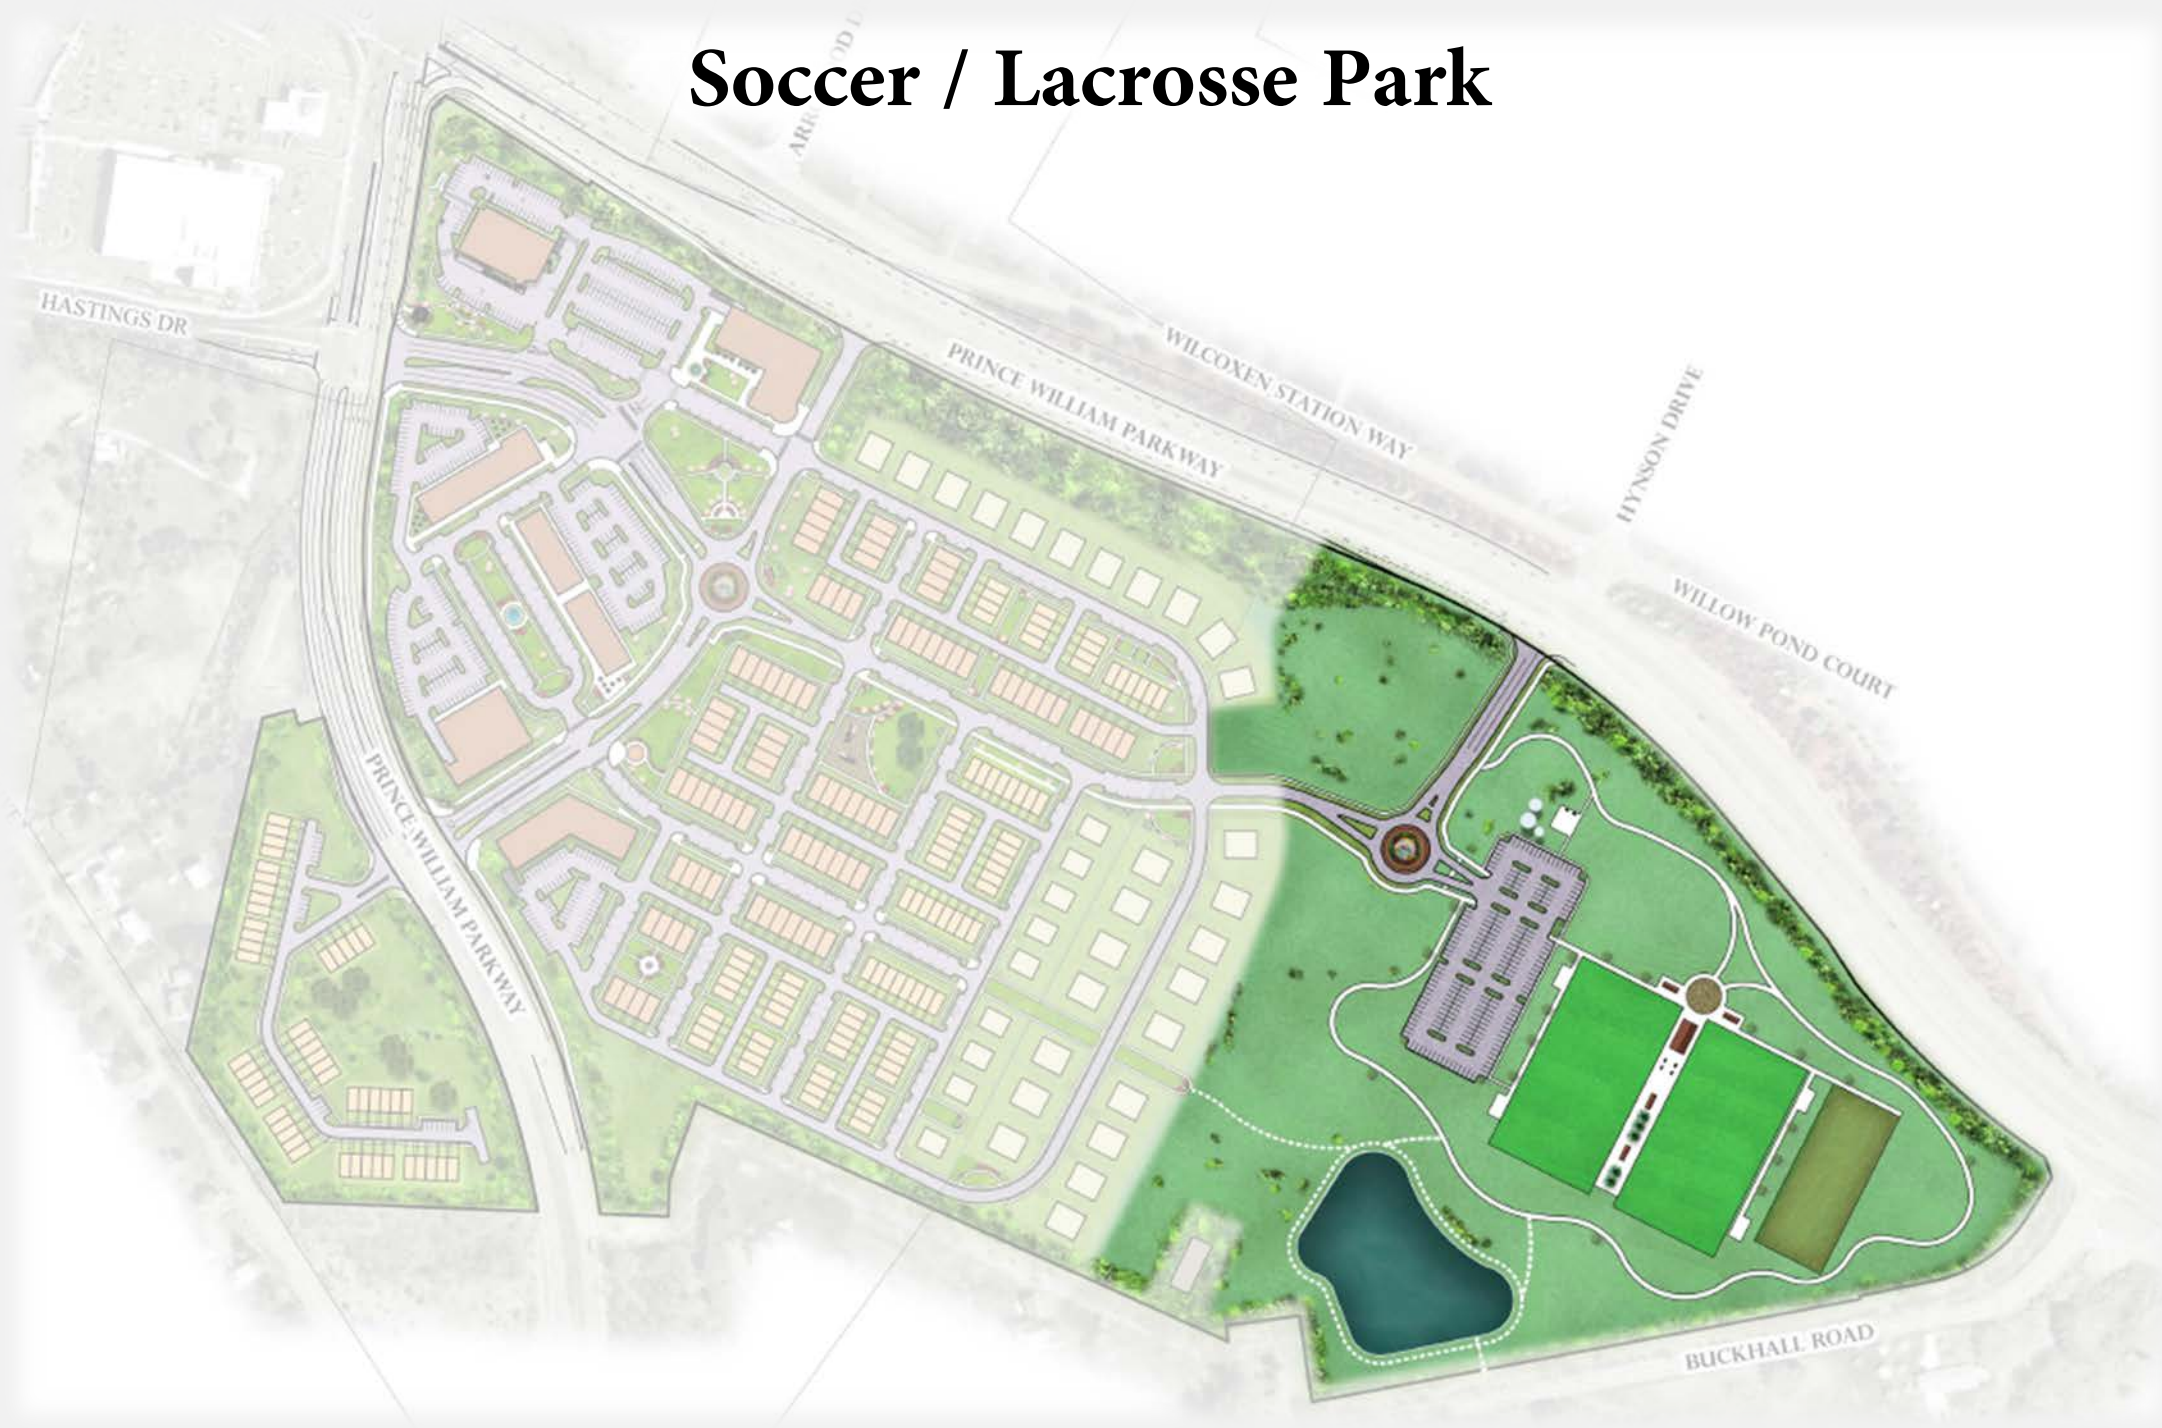 Soccer / Lacrosse Park
HASTINGS DR
PRINCE WILLIAM PARKWAY
WILCOXEN STATION WAY
HYNSON DRIVE
WILLOW POND COURT
PRINCE WILLIAM PARKWAY
BUCKHALL ROAD